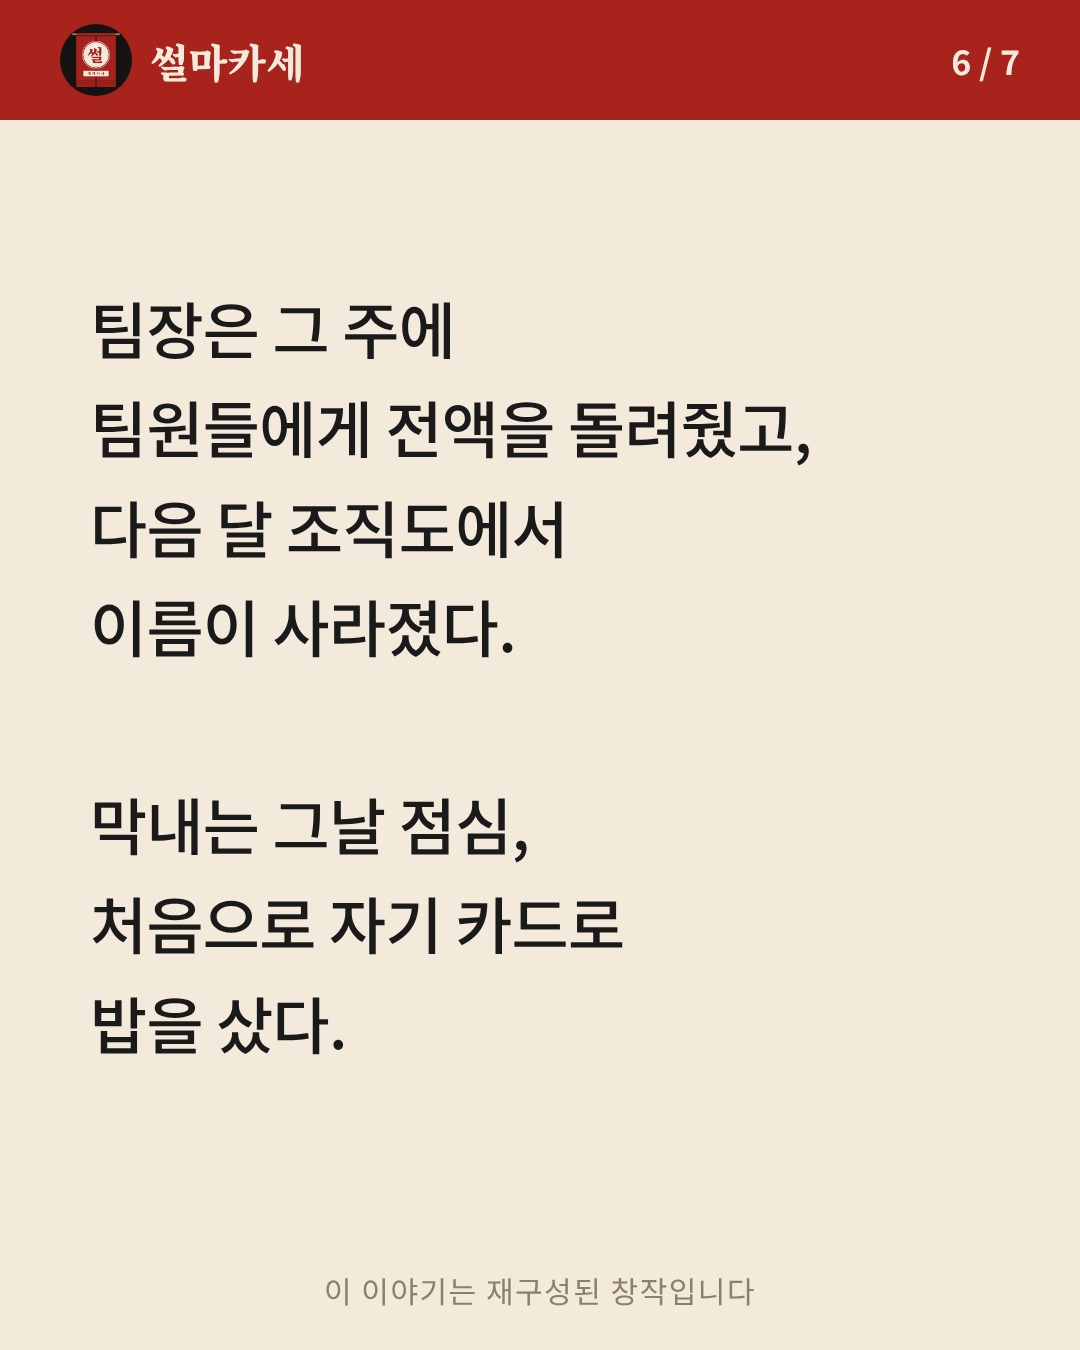 썰
썰마카세
6 / 7
팀장은 그 주에
팀원들에게 전액을 돌려줬고,
다음 달 조직도에서
이름이 사라졌다.
막내는 그날 점심,
처음으로 자기 카드로
밥을 샀다.
이 이야기는 재구성된 창작입니다